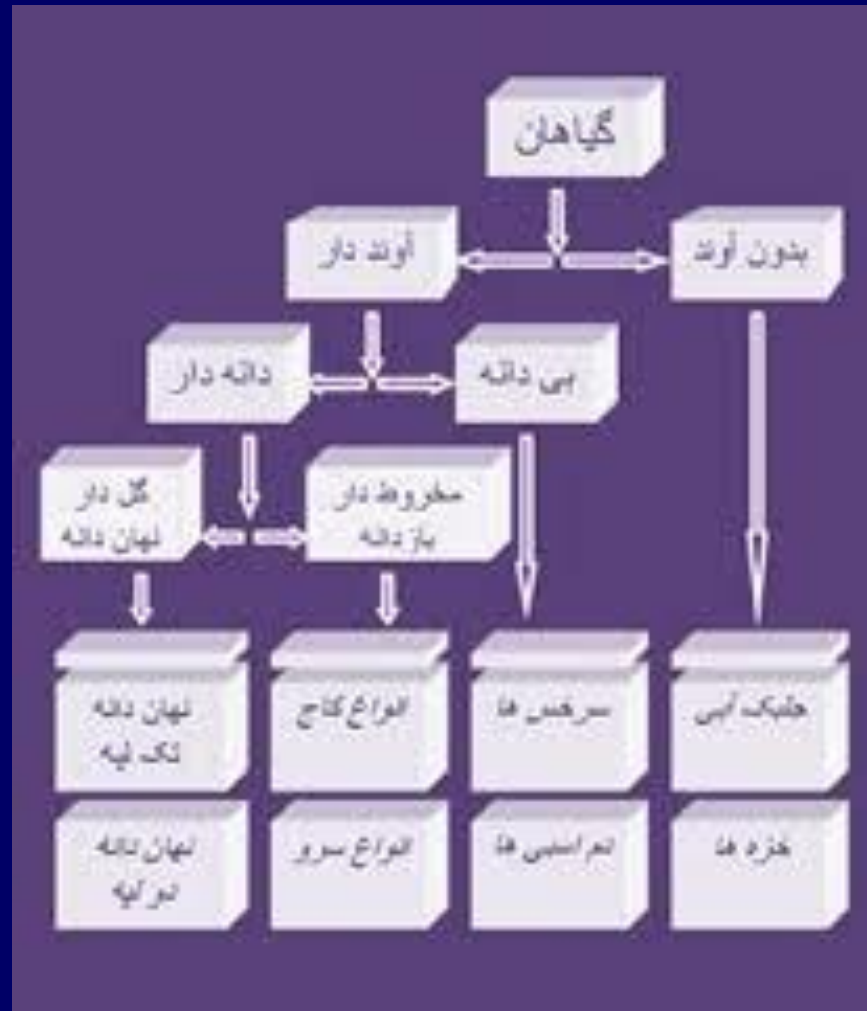 گیاهان
بدون آوند
آوند دار
بی دانه
دانه دار
مخروط دار
باز دانه
گل دار
نهان دانه
جلبک آبی
سرخس ها
انواع کاج
نهان دانه
تک لپه
خزه ها
دم اسبی ها
انواع سرو
نهان دانه
دو لپه